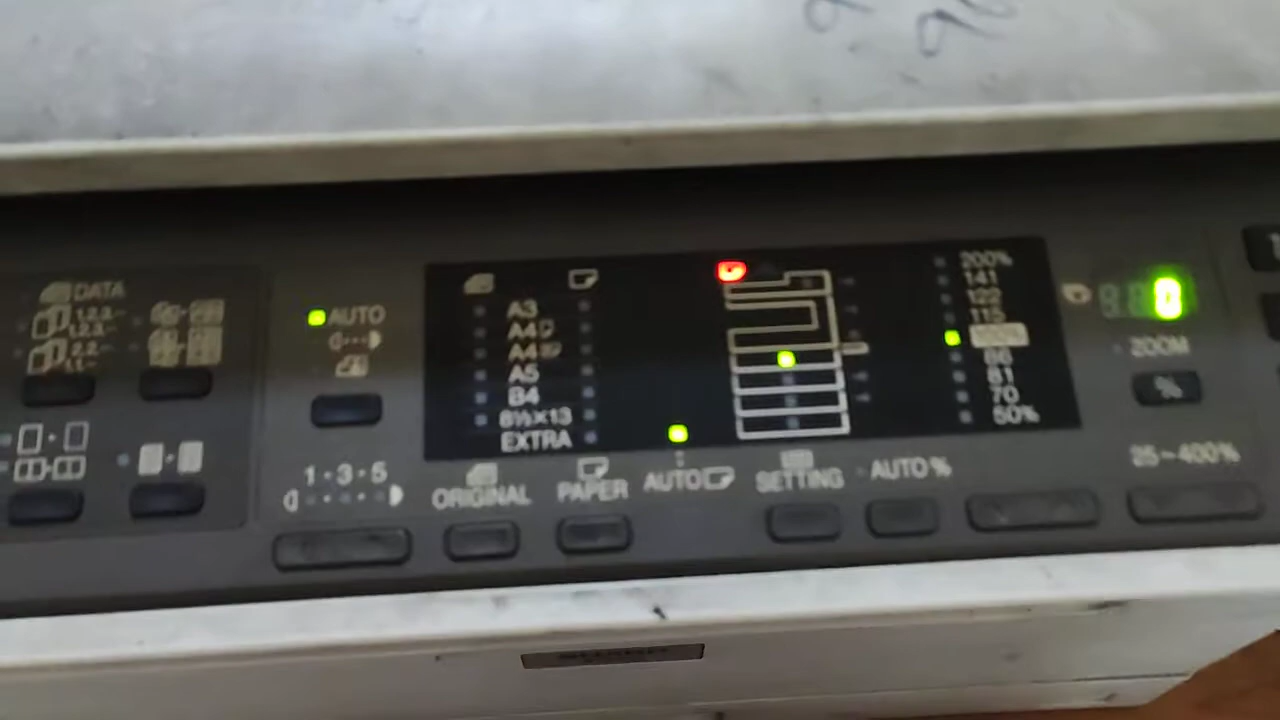 DATA
AUTO
1·3·5
A3
A4
A4
A5
B4
8½×13
EXTRA
ORIGINAL
PAPER
AUTO
SETTING
AUTO %
200%
141
122
115
100%
86
81
70
50%
0
ZOOM
%
25~400%